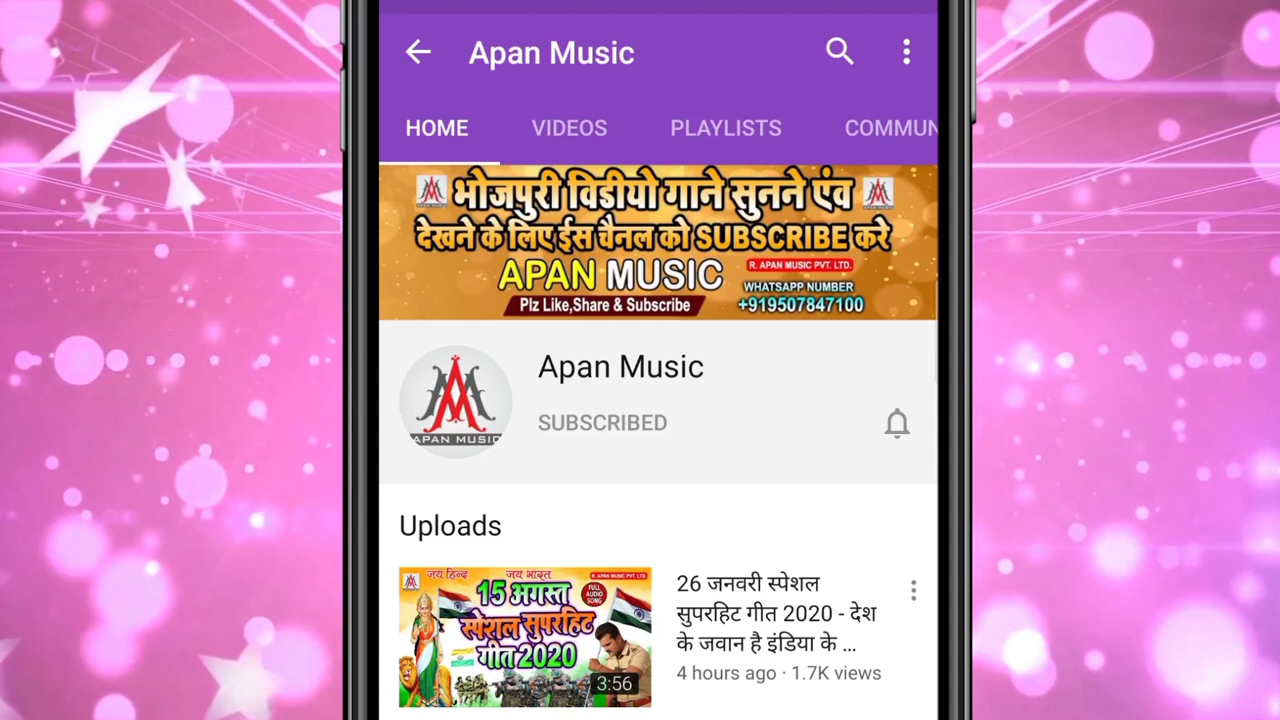 Apan Music
HOME VIDEOS PLAYLISTS COMMUN
भोजपुरी विडीयो गाने सुनने एंव
देखने के लिए ईस चैनल को SUBSCRIBE करे
APAN MUSIC
R. APAN MUSIC PVT. LTD.
Plz Like,Share & Subscribe
WHATSAPP NUMBER
+919507847100
Apan Music
SUBSCRIBED
APAN MUSIC
Uploads
जय हिन्द जय भारत
R. APAN MUSIC PVT. LTD
15 अगस्त
FULL
AUDIO
SONG
स्पेशल सुपरहिट
गीत 2020
3:56
26 जनवरी स्पेशल
सुपरहिट गीत 2020 - देश
के जवान है इंडिया के ...
4 hours ago · 1.7K views